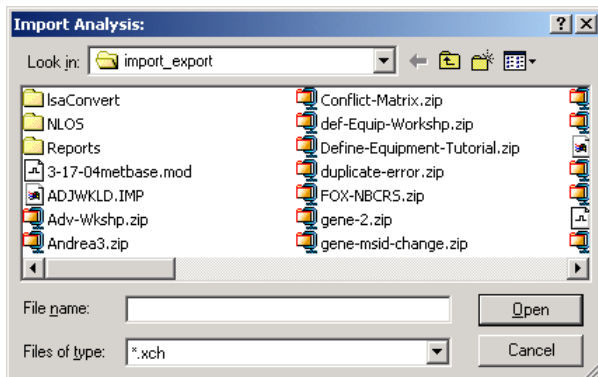 Import Analysis:
Look in: import_export
lsaConvert
NLOS
Reports
3-17-04metbase.mod
ADJWKLD.IMP
Adv-Wkshp.zip
Andrea3.zip
Conflict-Matrix.zip
def-Equip-Workshp.zip
Define-Equipment-Tutorial.zip
duplicate-error.zip
FOX-NBCRS.zip
gene-2.zip
gene-msid-change.zip
File name:
Open
Files of type: *.xch
Cancel